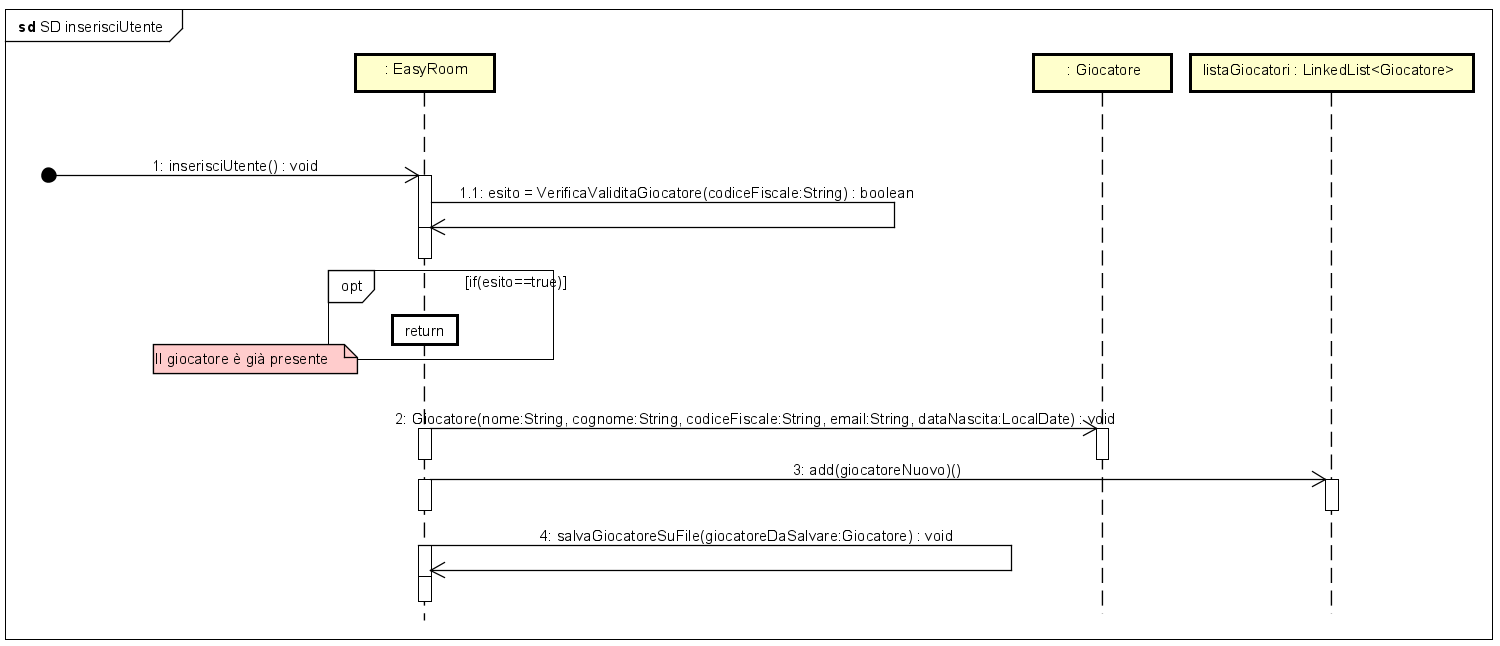 sd SD inserisciUtente
: EasyRoom
: Giocatore
listaGiocatori : LinkedList<Giocatore>
1: inserisciUtente() : void
1.1: esito = VerificaValiditaGiocatore(codiceFiscale:String) : boolean
opt
[if(esito==true)]
return
Il giocatore è già presente
2: Giocatore(nome:String, cognome:String, codiceFiscale:String, email:String, dataNascita:LocalDate) : void
3: add(giocatoreNuovo)()
4: salvaGiocatoreSuFile(giocatoreDaSalvare:Giocatore) : void